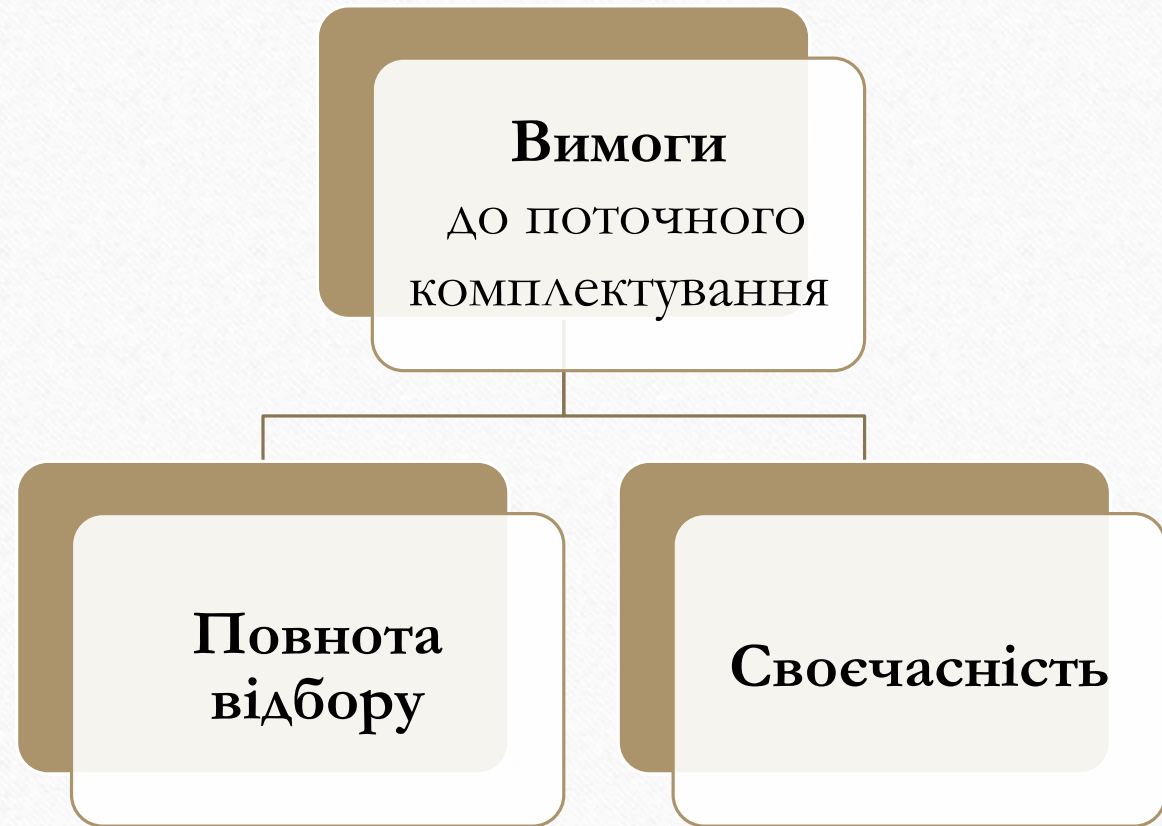 Вимоги
до поточного
комплектування
Повнота
відбору
Своєчасність